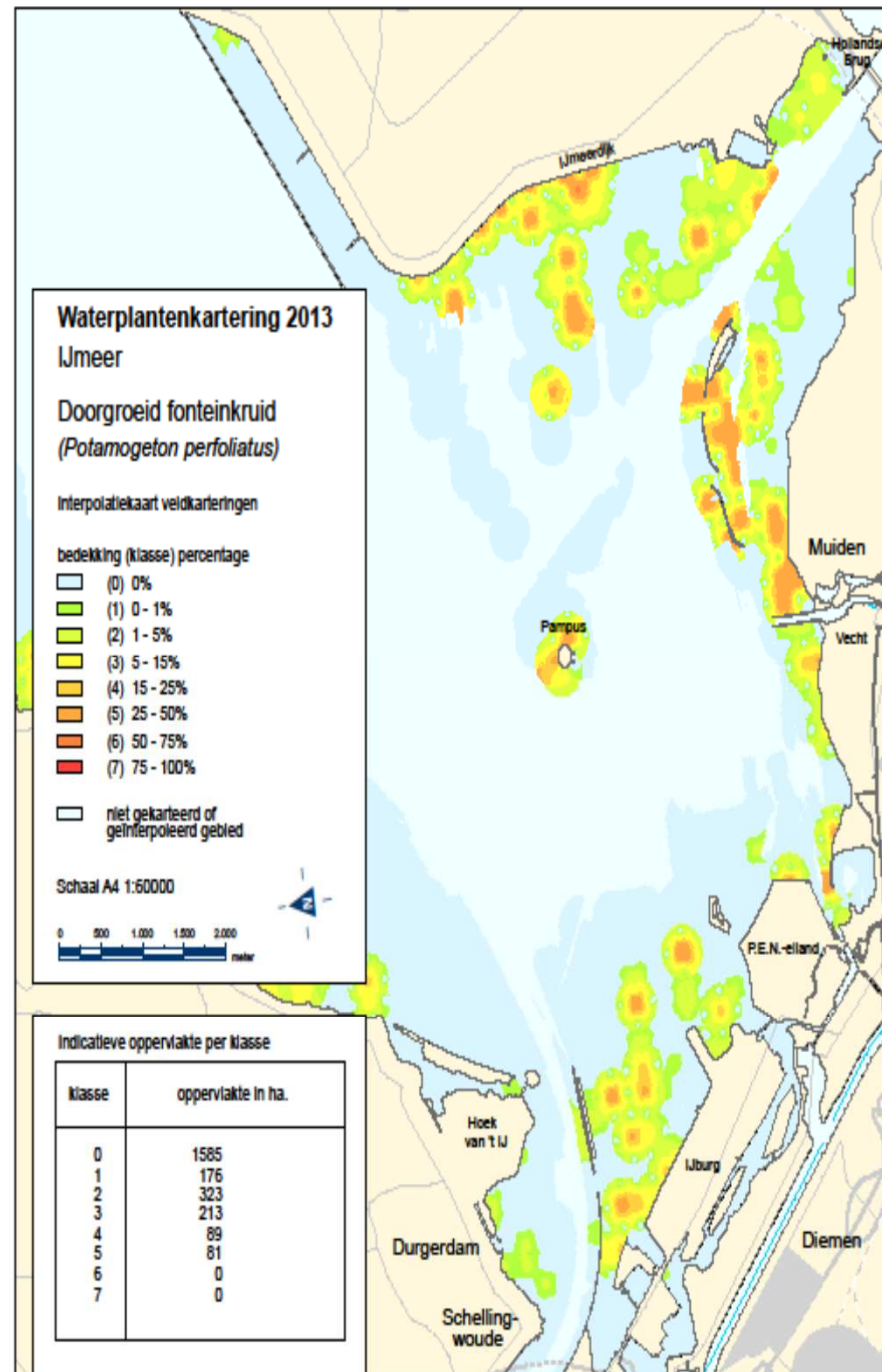 Hollandse
Brug
IJmeerdijk
Waterplantenkartering 2013
IJmeer
Doorgroeid fonteinkruid
(Potamogeton perfoliatus)
Interpolatiekaart veldkarteringen
bedekking (klasse) percentage
(0) 0%
(1) 0 - 1%
(2) 1 - 5%
(3) 5 - 15%
(4) 15 - 25%
(5) 25 - 50%
(6) 50 - 75%
(7) 75 - 100%
niet gekarteerd of
geïnterpoleerd gebied
Schaal A4 1:60000
N
0 500 1.000 1.500 2.000
meter
Muiden
Vecht
Pampus
P.E.N.-eiland
Indicatieve oppervlakte per klasse
klasse oppervlakte in ha.
0 1585
1 176
2 323
3 213
4 89
5 81
6 0
7 0
Hoek
van 't IJ
IJburg
Durgerdam
Diemen
Schelling-
woude